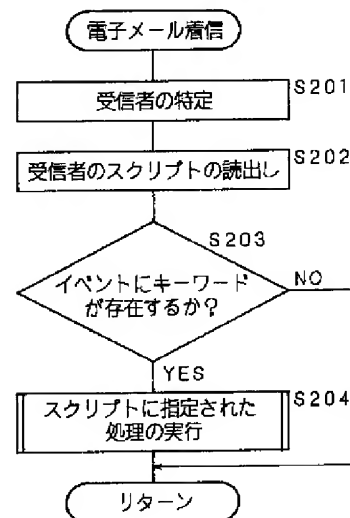 電子メール着信
S201
受信者の特定
S202
受信者のスクリプトの読出し
S203
イベントにキーワード
が存在するか?
NO
YES
S204
スクリプトに指定された
処理の実行
リターン